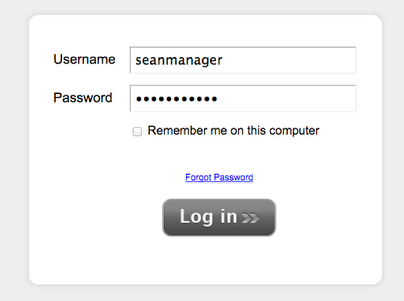 Username seanmanager
Password •••••••••••
Remember me on this computer
Forgot Password
Log in